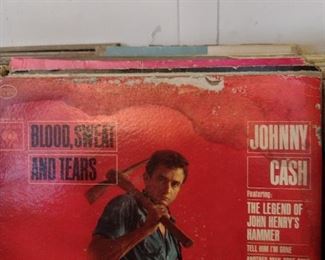 BLOOD, SWEAT
AND TEARS
JOHNNY
CASH
Featuring:
THE LEGEND OF
JOHN HENRY'S
HAMMER
TELL HIM I'M GONE